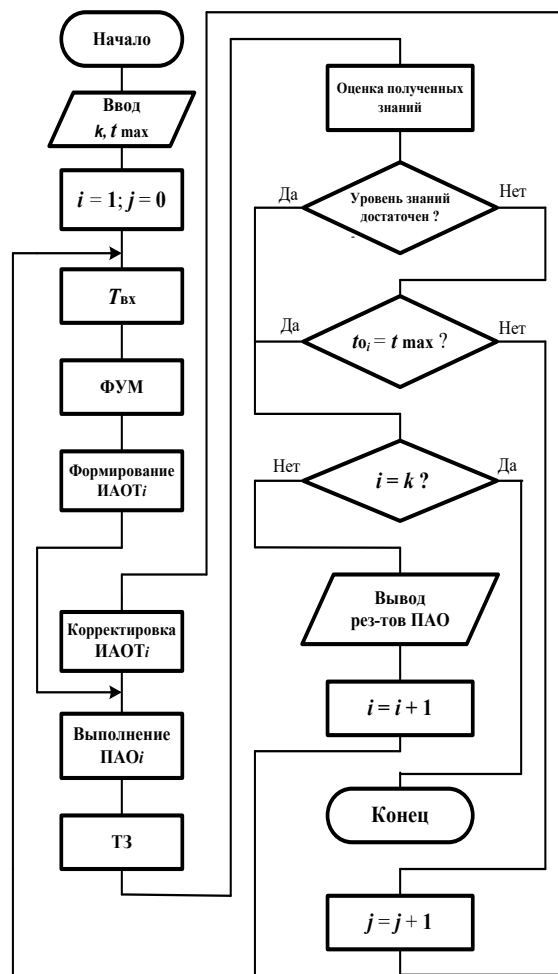 Начало
Ввод
k, t max
i = 1; j = 0
Tвх
ФУМ
Формирование
ИАОТi
Корректировка
ИАОТi
Выполнение
ПАОi
ТЗ
Оценка полученных
знаний
Да
Уровень знаний
достаточен ?
Нет
Да
toi = t max ?
Нет
Нет
i = k ?
Да
Вывод
рез-тов ПАО
i = i + 1
Конец
j = j + 1